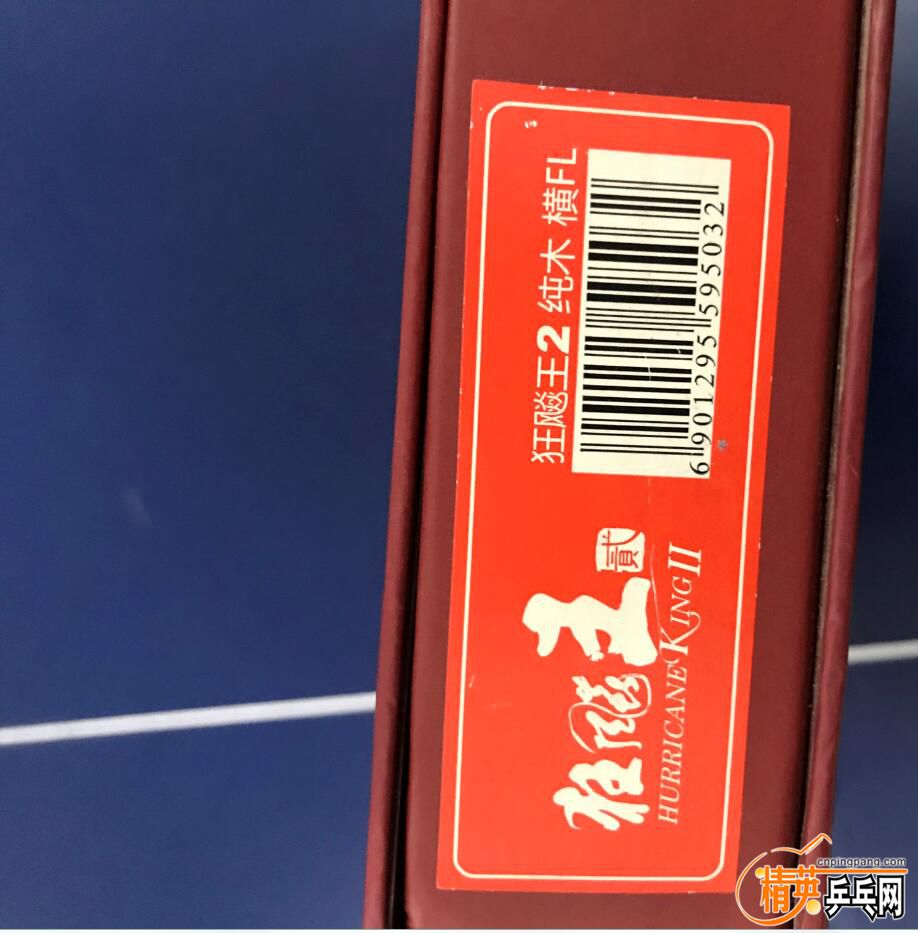 狂飚王
贰
HURRICANE KING II
狂飚王2 纯木 横FL
6 901295 595032
cnpingpang.com
精英乒乓网